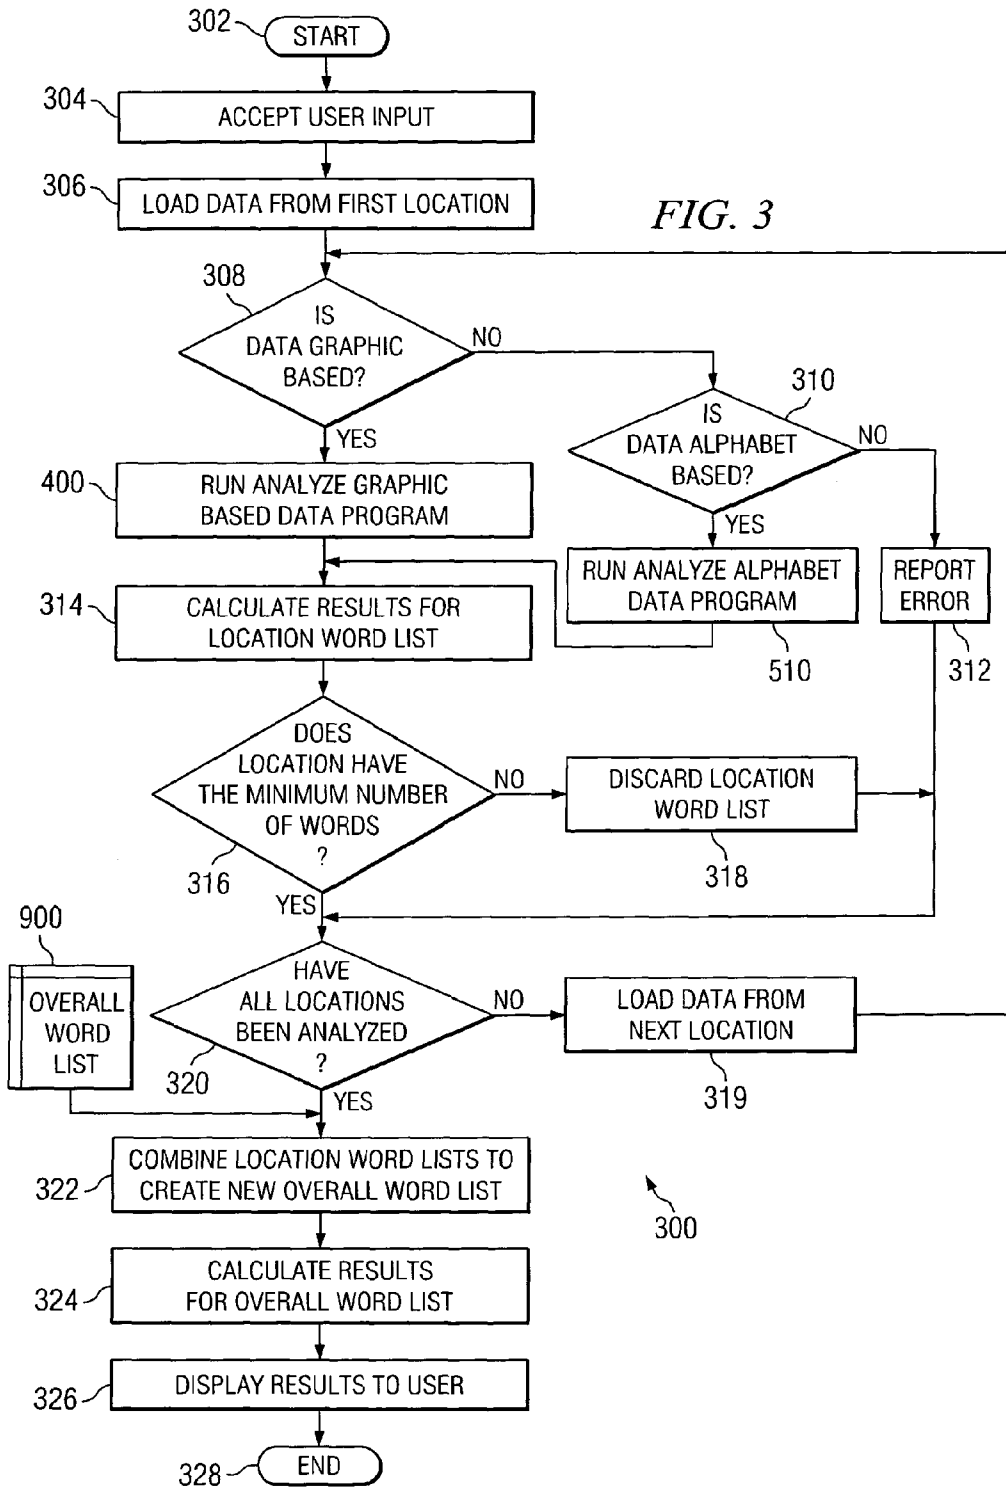 302
START
304
ACCEPT USER INPUT
306
LOAD DATA FROM FIRST LOCATION
FIG. 3
308
IS
DATA GRAPHIC
BASED?
NO
YES
310
IS
DATA ALPHABET
BASED?
NO
YES
400
RUN ANALYZE GRAPHIC
BASED DATA PROGRAM
RUN ANALYZE ALPHABET
DATA PROGRAM
510
REPORT
ERROR
312
314
CALCULATE RESULTS FOR
LOCATION WORD LIST
DOES
LOCATION HAVE
THE MINIMUM NUMBER
OF WORDS
?
316
NO
YES
DISCARD LOCATION
WORD LIST
318
900
OVERALL
WORD
LIST
HAVE
ALL LOCATIONS
BEEN ANALYZED
?
320
NO
YES
LOAD DATA FROM
NEXT LOCATION
319
322
COMBINE LOCATION WORD LISTS TO
CREATE NEW OVERALL WORD LIST
300
324
CALCULATE RESULTS
FOR OVERALL WORD LIST
326
DISPLAY RESULTS TO USER
328
END